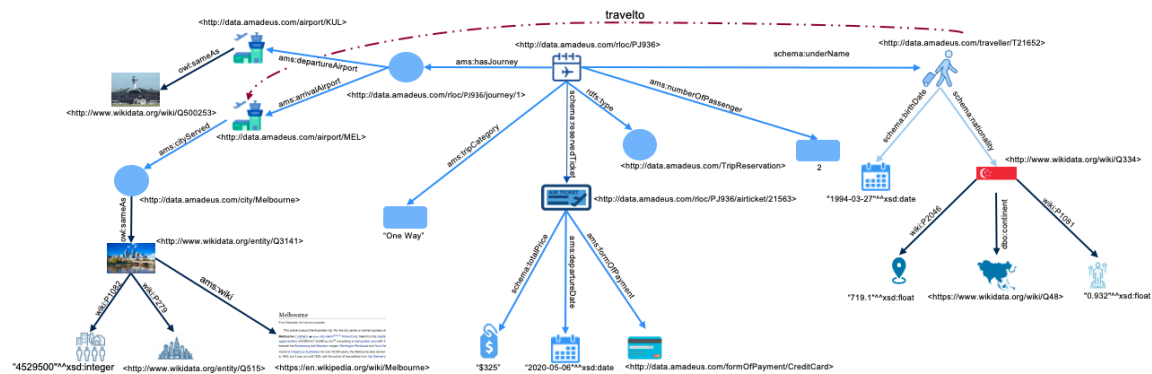 travelto
<http://data.amadeus.com/airport/KUL>
<http://data.amadeus.com/rloc/PJ936>
<http://data.amadeus.com/traveller/T21652>
owl:sameAs
ams:departureAirport
ams:hasJourney
schema:underName
ams:arrivalAirport
<http://data.amadeus.com/rloc/PJ936/journey/1>
ams:numberOfPassenger
rdfs:type
schema:reservedTicket
ams:tripCategory
schema:birthDate
schema:nationality
<http://www.wikidata.org/wiki/Q500253>
<http://data.amadeus.com/airport/MEL>
ams:cityServed
<http://data.amadeus.com/TripReservation>
2
<http://www.wikidata.org/wiki/Q334>
"1994-03-27"^^xsd:date
<http://data.amadeus.com/city/Melbourne>
<http://data.amadeus.com/rloc/PJ936/airticket/21563>
AIR TICKET
"One Way"
owl:sameAs
<http://www.wikidata.org/entity/Q3141>
wiki:P2046
dbo:continent
wiki:P1081
schema:totalPrice
ams:departureDate
ams:formOfPayment
"719.1"^^xsd:float
<https://www.wikidata.org/wiki/Q48>
"0.932"^^xsd:float
wiki:P1082
wiki:P279
ams:wiki
Melbourne
"4529500"^^xsd:integer
<http://www.wikidata.org/entity/Q515>
<https://en.wikipedia.org/wiki/Melbourne>
"$325"
"2020-05-06"^^xsd:date
<http://data.amadeus.com/formOfPayment/CreditCard>